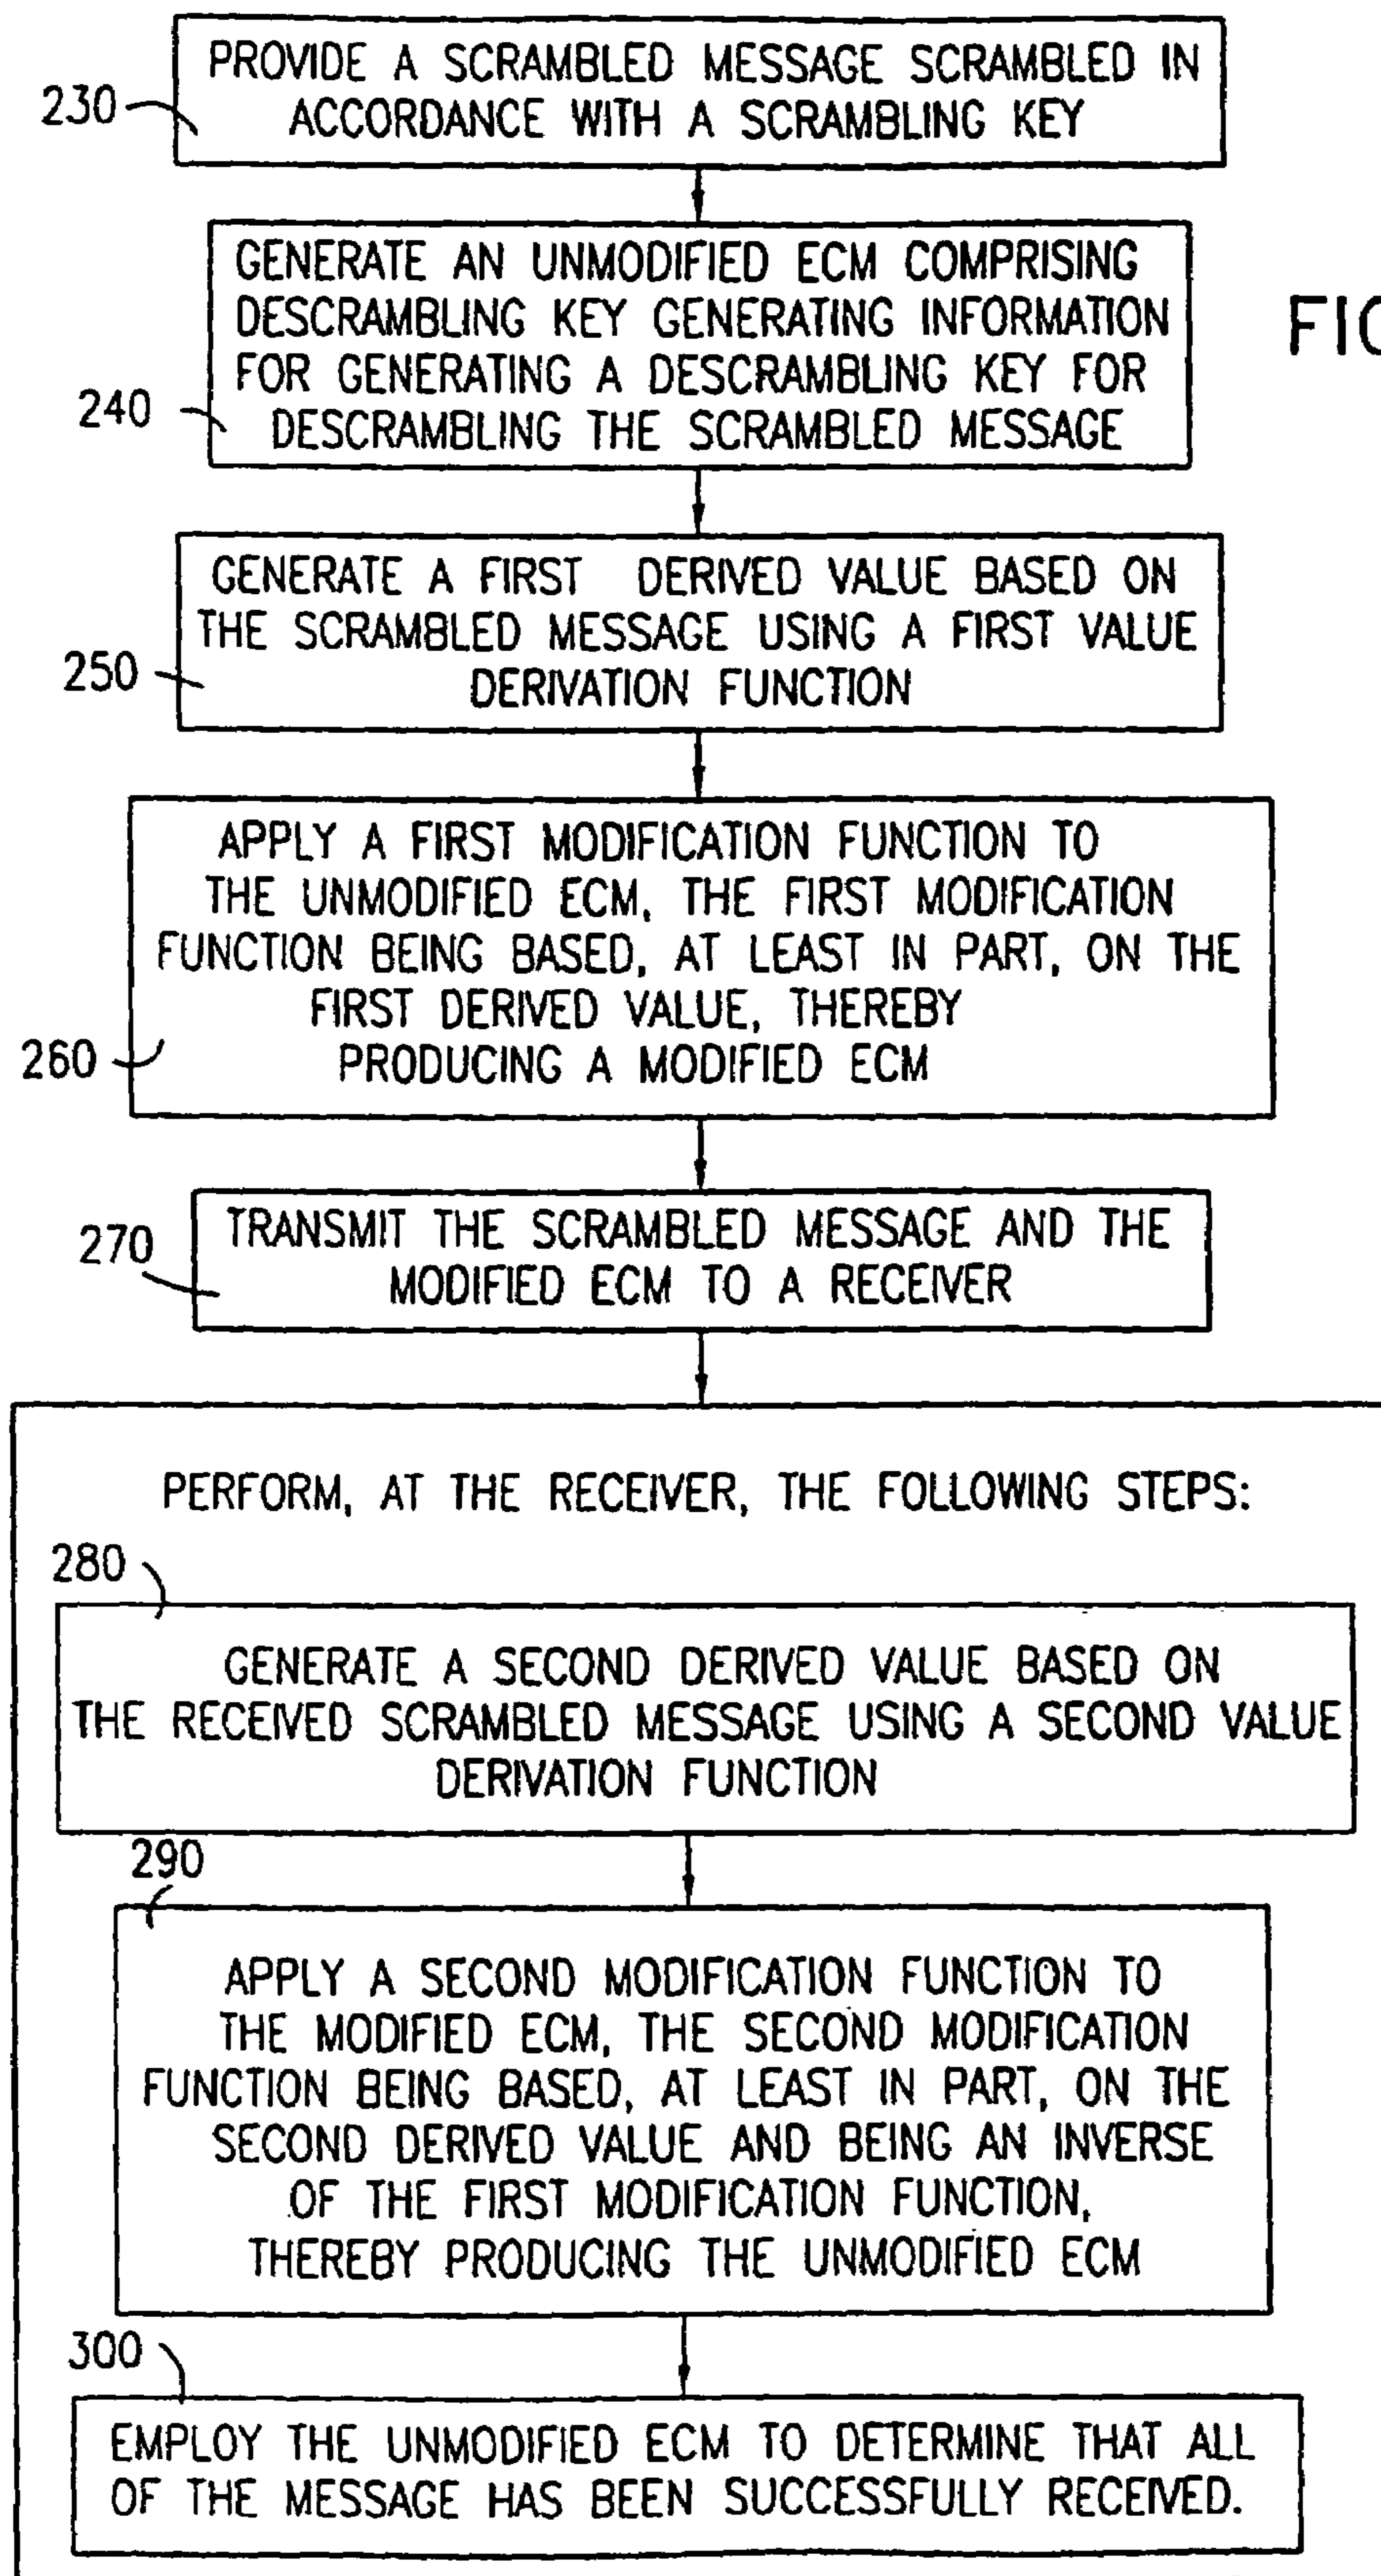 PROVIDE A SCRAMBLED MESSAGE SCRAMBLED IN
ACCORDANCE WITH A SCRAMBLING KEY
230
GENERATE AN UNMODIFIED ECM COMPRISING
DESCRAMBLING KEY GENERATING INFORMATION
FOR GENERATING A DESCRAMBLING KEY FOR
DESCRAMBLING THE SCRAMBLED MESSAGE
240
FIG
GENERATE A FIRST DERIVED VALUE BASED ON
THE SCRAMBLED MESSAGE USING A FIRST VALUE
DERIVATION FUNCTION
250
APPLY A FIRST MODIFICATION FUNCTION TO
THE UNMODIFIED ECM, THE FIRST MODIFICATION
FUNCTION BEING BASED, AT LEAST IN PART, ON THE
FIRST DERIVED VALUE, THEREBY
PRODUCING A MODIFIED ECM
260
TRANSMIT THE SCRAMBLED MESSAGE AND THE
MODIFIED ECM TO A RECEIVER
270
PERFORM, AT THE RECEIVER, THE FOLLOWING STEPS:
280
GENERATE A SECOND DERIVED VALUE BASED ON
THE RECEIVED SCRAMBLED MESSAGE USING A SECOND VALUE
DERIVATION FUNCTION
290
APPLY A SECOND MODIFICATION FUNCTION TO
THE MODIFIED ECM, THE SECOND MODIFICATION
FUNCTION BEING BASED, AT LEAST IN PART, ON THE
SECOND DERIVED VALUE AND BEING AN INVERSE
OF THE FIRST MODIFICATION FUNCTION,
THEREBY PRODUCING THE UNMODIFIED ECM
300
EMPLOY THE UNMODIFIED ECM TO DETERMINE THAT ALL
OF THE MESSAGE HAS BEEN SUCCESSFULLY RECEIVED.